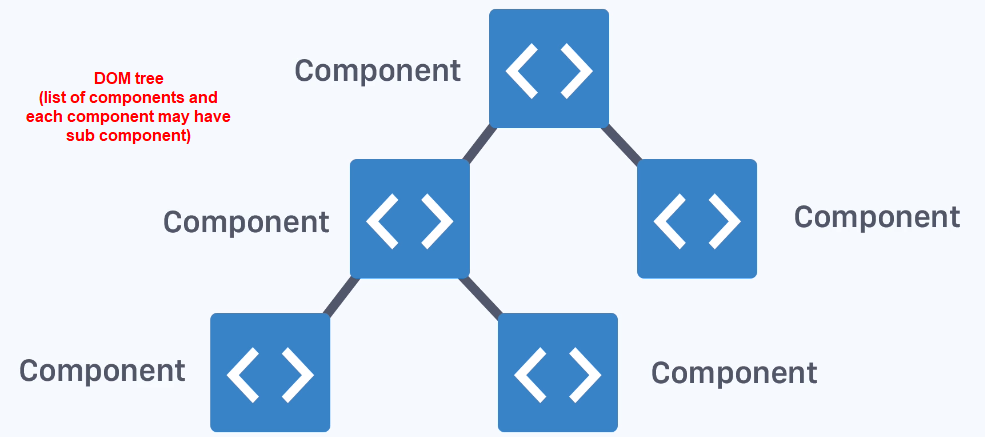 Component
DOM tree
(list of components and
each component may have
sub component)
Component
Component
Component
Component